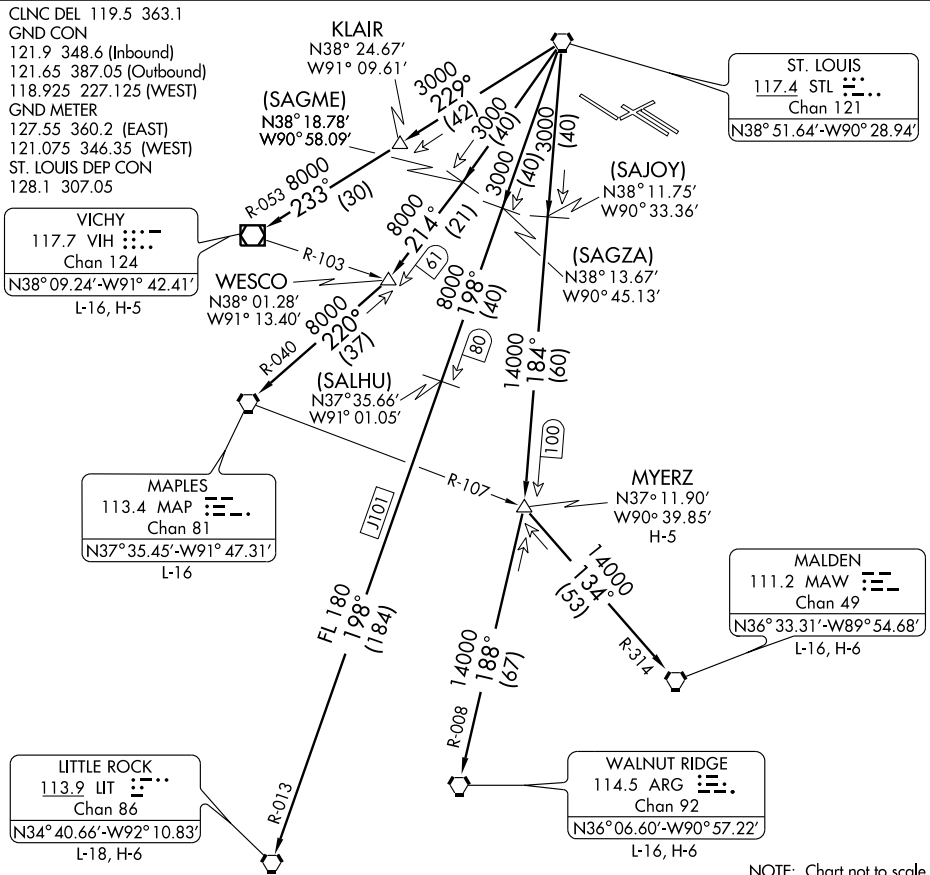 CLNC DEL 119.5 363.1
GND CON
121.9 348.6 (Inbound)
121.65 387.05 (Outbound)
118.925 227.125 (WEST)
GND METER
127.55 360.2 (EAST)
121.075 346.35 (WEST)
ST. LOUIS DEP CON
128.1 307.05
KLAIR
N38° 24.67′
W91° 09.61′
(SAGME)
N38° 18.78′
W90° 58.09′
ST. LOUIS
117.4 STL
Chan 121
N38° 51.64′-W90° 28.94′
3000
229°
(42)
3000
(40)
3000
(40)
3000
(40)
(SAJOY)
N38° 11.75′
W90° 33.36′
(SAGZA)
N38° 13.67′
W90° 45.13′
R-053
8000
233°
(30)
8000
214°
(21)
VICHY
117.7 VIH
Chan 124
N38° 09.24′-W91° 42.41′
L-16, H-5
R-103
WESCO
N38° 01.28′
W91° 13.40′
61
8000
198°
(40)
80
14000
184°
(60)
100
R-040
8000
220°
(37)
(SALHU)
N37° 35.66′
W91° 01.05′
MAPLES
113.4 MAP
Chan 81
N37° 35.45′-W91° 47.31′
L-16
R-107
J101
MYERZ
N37° 11.90′
W90° 39.85′
H-5
14000
134°
(53)
R-314
MALDEN
111.2 MAW
Chan 49
N36° 33.31′-W89° 54.68′
L-16, H-6
FL 180
198°
(184)
R-013
14000
188°
(67)
R-008
LITTLE ROCK
113.9 LIT
Chan 86
N34° 40.66′-W92° 10.83′
L-18, H-6
WALNUT RIDGE
114.5 ARG
Chan 92
N36° 06.60′-W90° 57.22′
L-16, H-6
NOTE: Chart not to scale